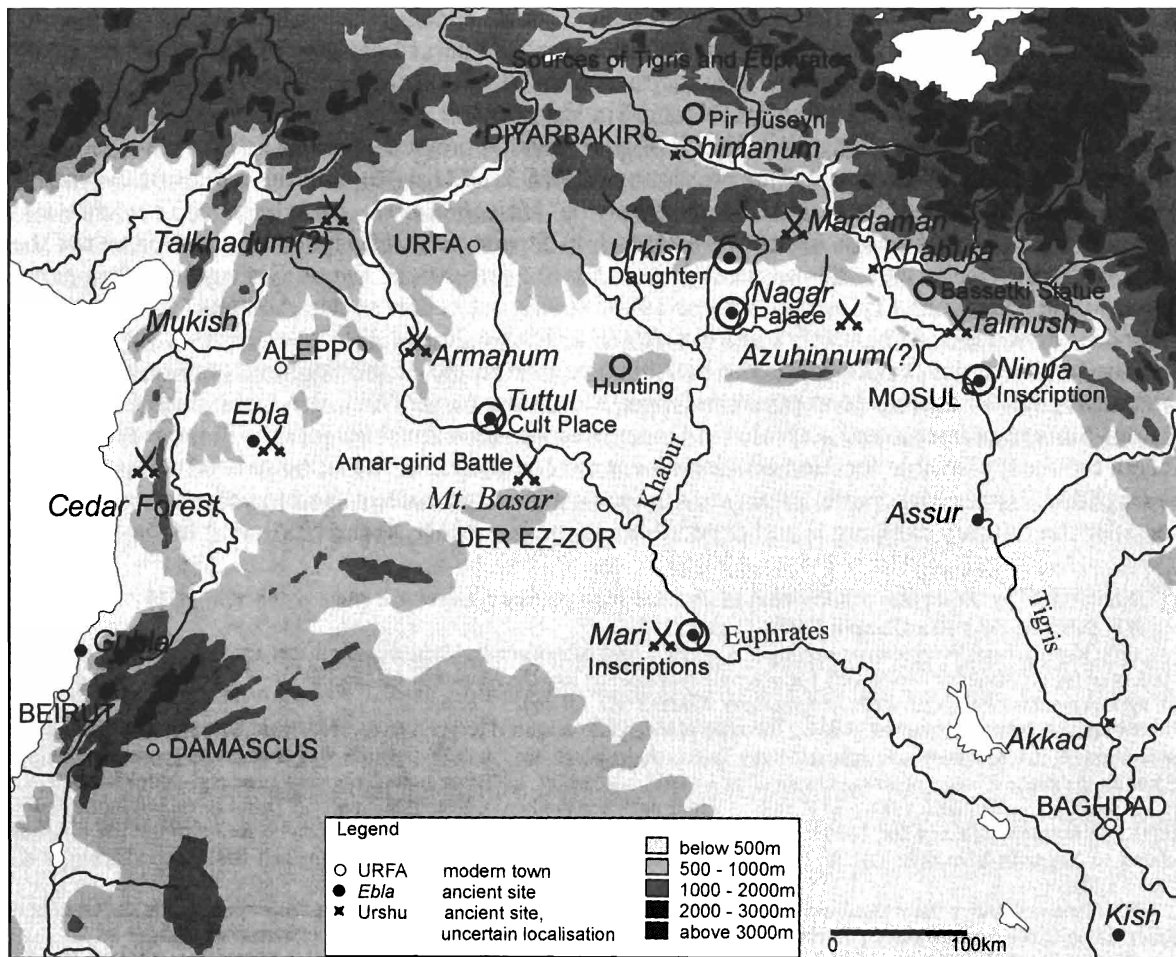 Sources of Tigris and Euphrates
Pir Hüseyn
DIYARBAKIR
Shimanum
Talkhadum(?)
URFA
Mardaman
Urkish
Daughter
Khabura
Nagar
Palace
Bassetki Statue
Mukish
ALEPPO
Armanum
Azuhinnum(?)
Talmush
Hunting
Ninua
MOSUL
Inscription
Ebla
Tuttul
Cult Place
Amar-girid Battle
Khabur
Cedar Forest
Mt. Basar
DER EZ-ZOR
Assur
Tigris
Gubla
Mari
Euphrates
Inscriptions
BEIRUT
DAMASCUS
Akkad
BAGHDAD
Kish
Legend
URFA modern town
Ebla ancient site
Urshu ancient site,
uncertain localisation
below 500m
500 - 1000m
1000 - 2000m
2000 - 3000m
above 3000m
0 100km